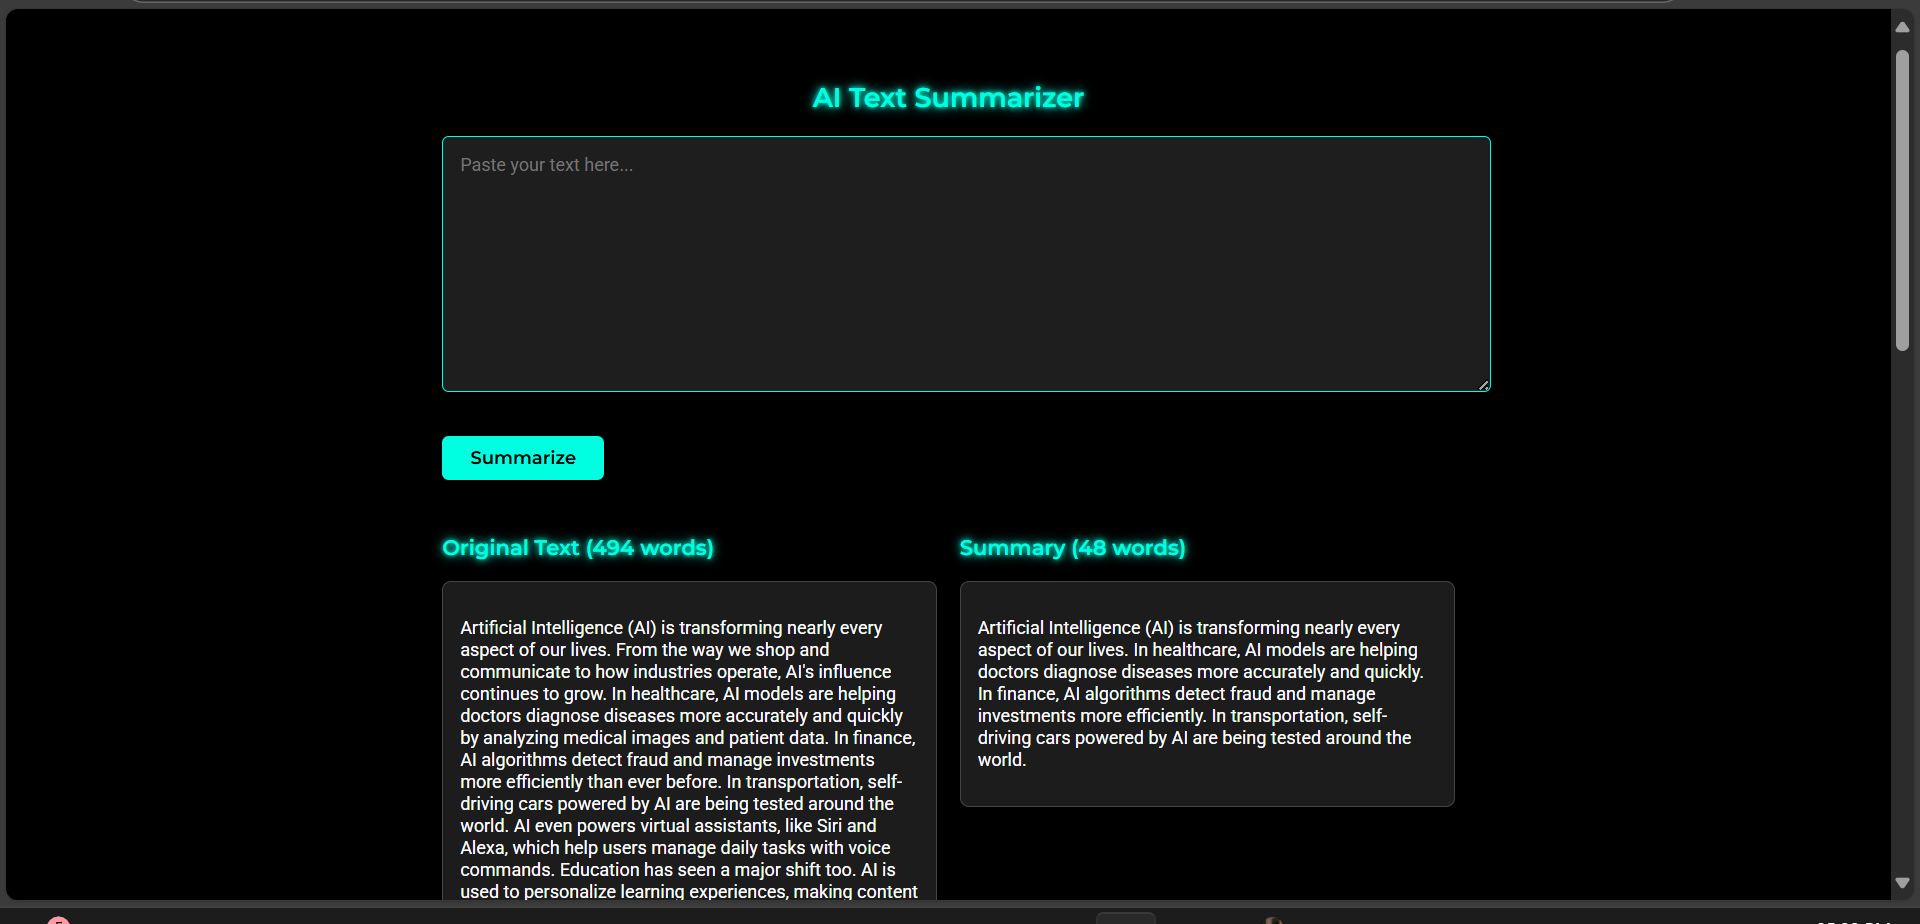 AI Text Summarizer
Paste your text here...
Summarize
Original Text (494 words)
Artificial Intelligence (AI) is transforming nearly every
aspect of our lives. From the way we shop and
communicate to how industries operate, AI's influence
continues to grow. In healthcare, AI models are helping
doctors diagnose diseases more accurately and quickly
by analyzing medical images and patient data. In finance,
AI algorithms detect fraud and manage investments
more efficiently than ever before. In transportation, self-
driving cars powered by AI are being tested around the
world. AI even powers virtual assistants, like Siri and
Alexa, which help users manage daily tasks with voice
commands. Education has seen a major shift too. AI is
used to personalize learning experiences, making content
Summary (48 words)
Artificial Intelligence (AI) is transforming nearly every
aspect of our lives. In healthcare, AI models are helping
doctors diagnose diseases more accurately and quickly.
In finance, AI algorithms detect fraud and manage
investments more efficiently. In transportation, self-
driving cars powered by AI are being tested around the
world.